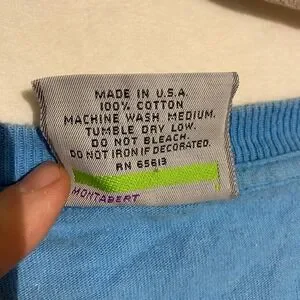 MADE IN U.S.A.
100% COTTON
MACHINE WASH MEDIUM.
TUMBLE DRY LOW.
DO NOT BLEACH.
DO NOT IRON IF DECORATED.
RN 65613
MONTABERT